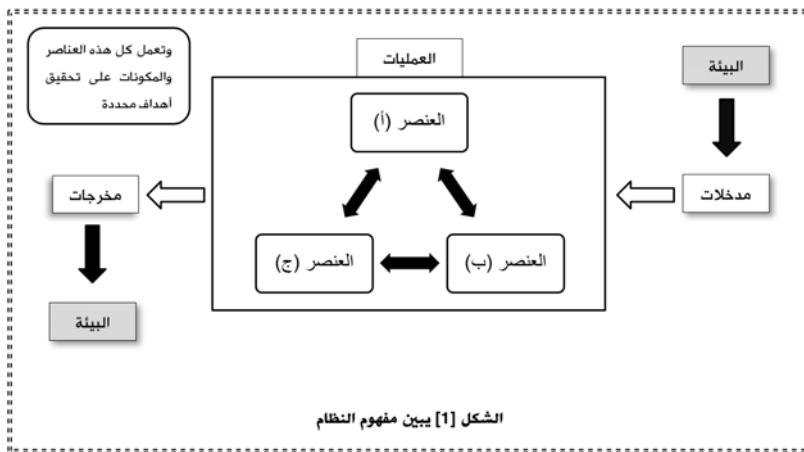 البيئة
العمليات
وتعمل كل هذه العناصر
والمكونات على تحقيق
أهداف محددة
العنصر (أ)
مدخلات
مخرجات
العنصر (ب)
العنصر (ج)
البيئة
الشكل [1] يبين مفهوم النظام